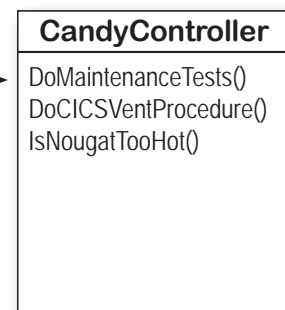 CandyController
DoMaintenanceTests()
DoCICSVentProcedure()
IsNougatTooHot()